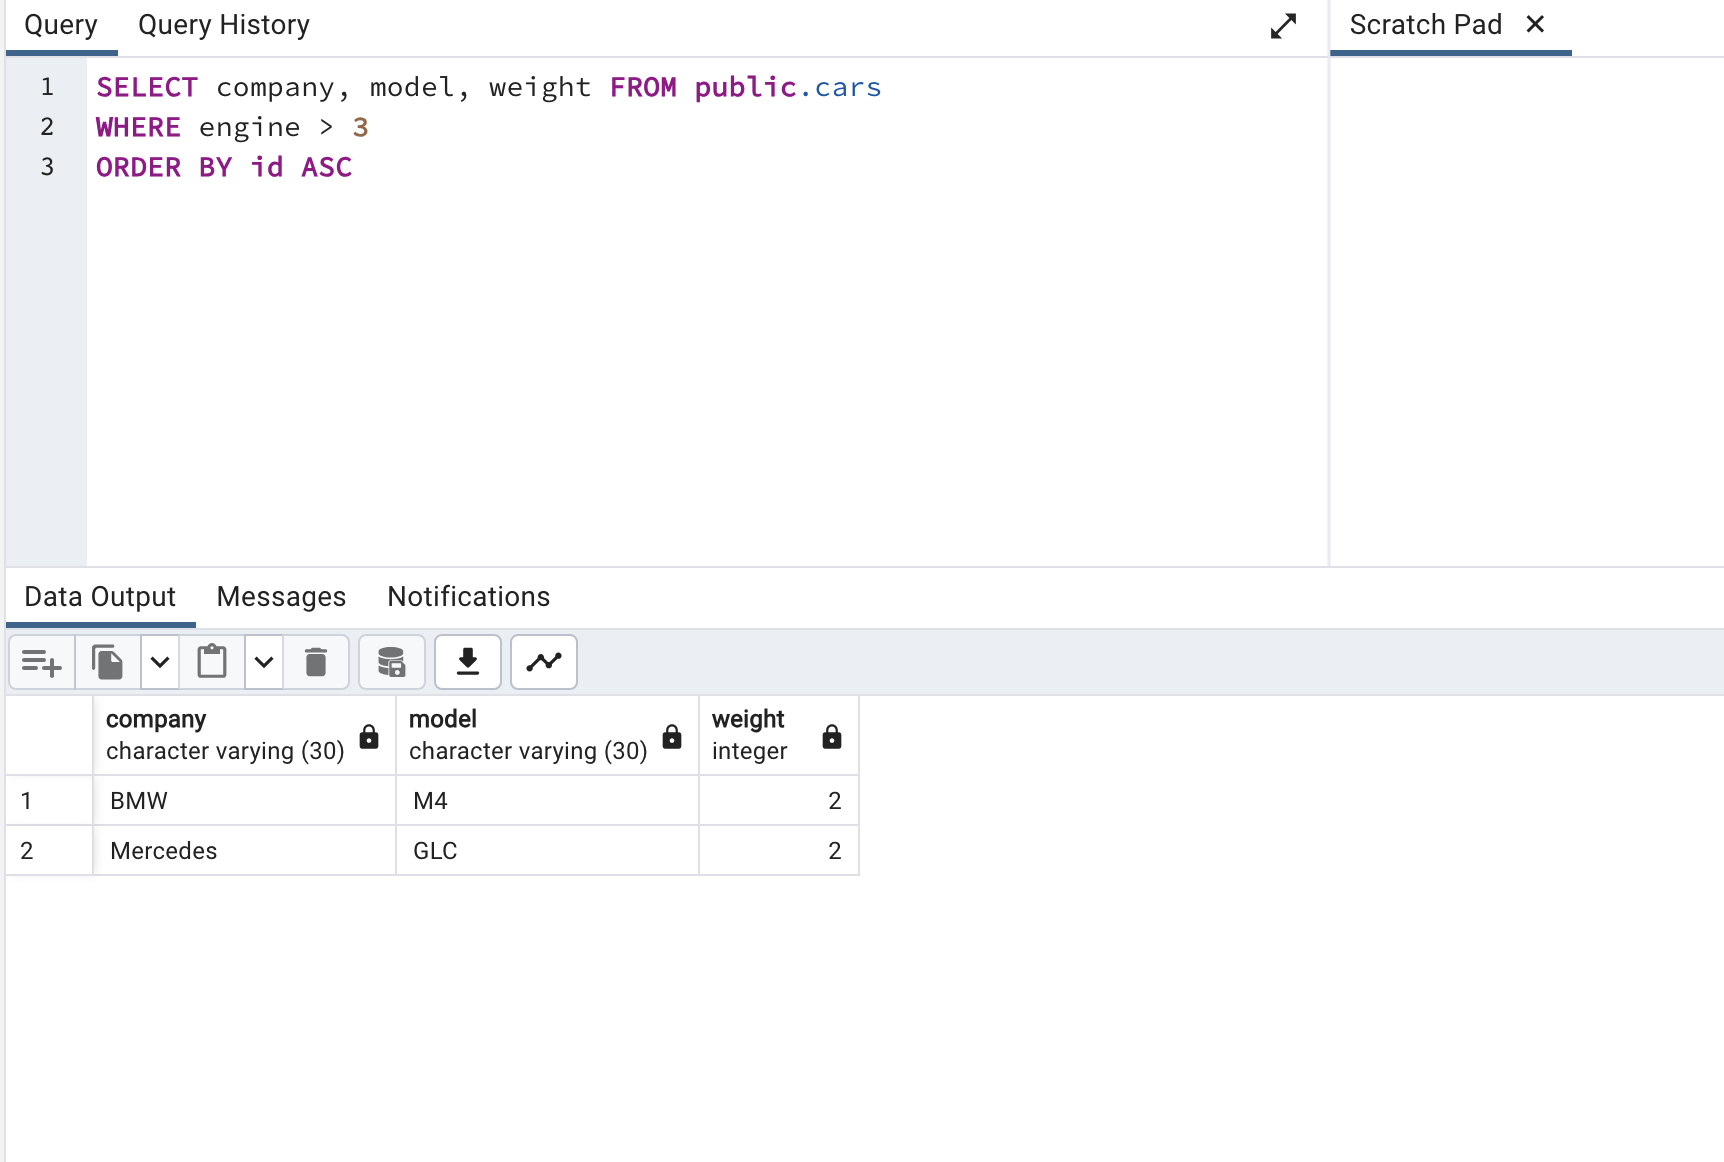 Query Query History Scratch Pad
1 SELECT company, model, weight FROM public.cars
2 WHERE engine > 3
3 ORDER BY id ASC
Data Output Messages Notifications
company model weight
character varying (30) character varying (30) integer
1 BMW M4 2
2 Mercedes GLC 2